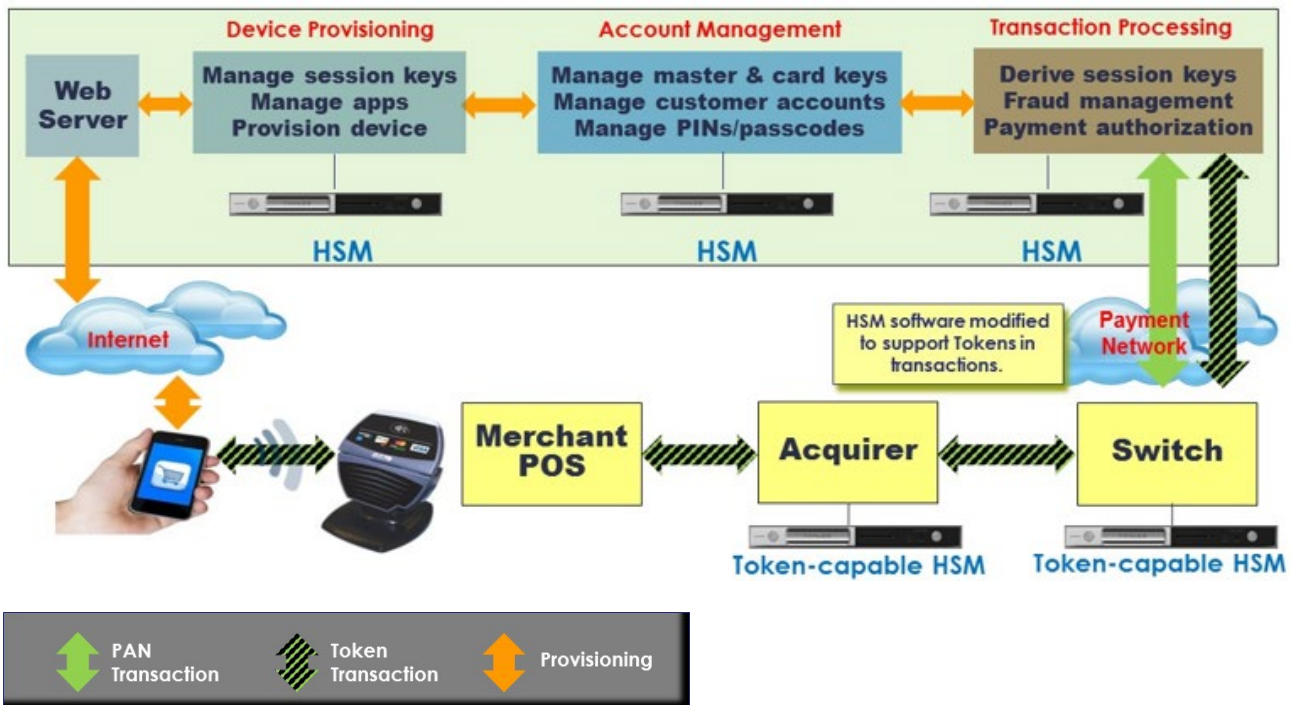 Device Provisioning
Account Management
Transaction Processing
Web
Server
Manage session keys
Manage apps
Provision device
Manage master & card keys
Manage customer accounts
Manage PINs/passcodes
Derive session keys
Fraud management
Payment authorization
HSM
HSM
HSM
Internet
HSM software modified
to support Tokens in
transactions.
Payment
Network
Merchant
POS
Acquirer
Switch
Token-capable HSM
Token-capable HSM
PAN
Transaction
Token
Transaction
Provisioning